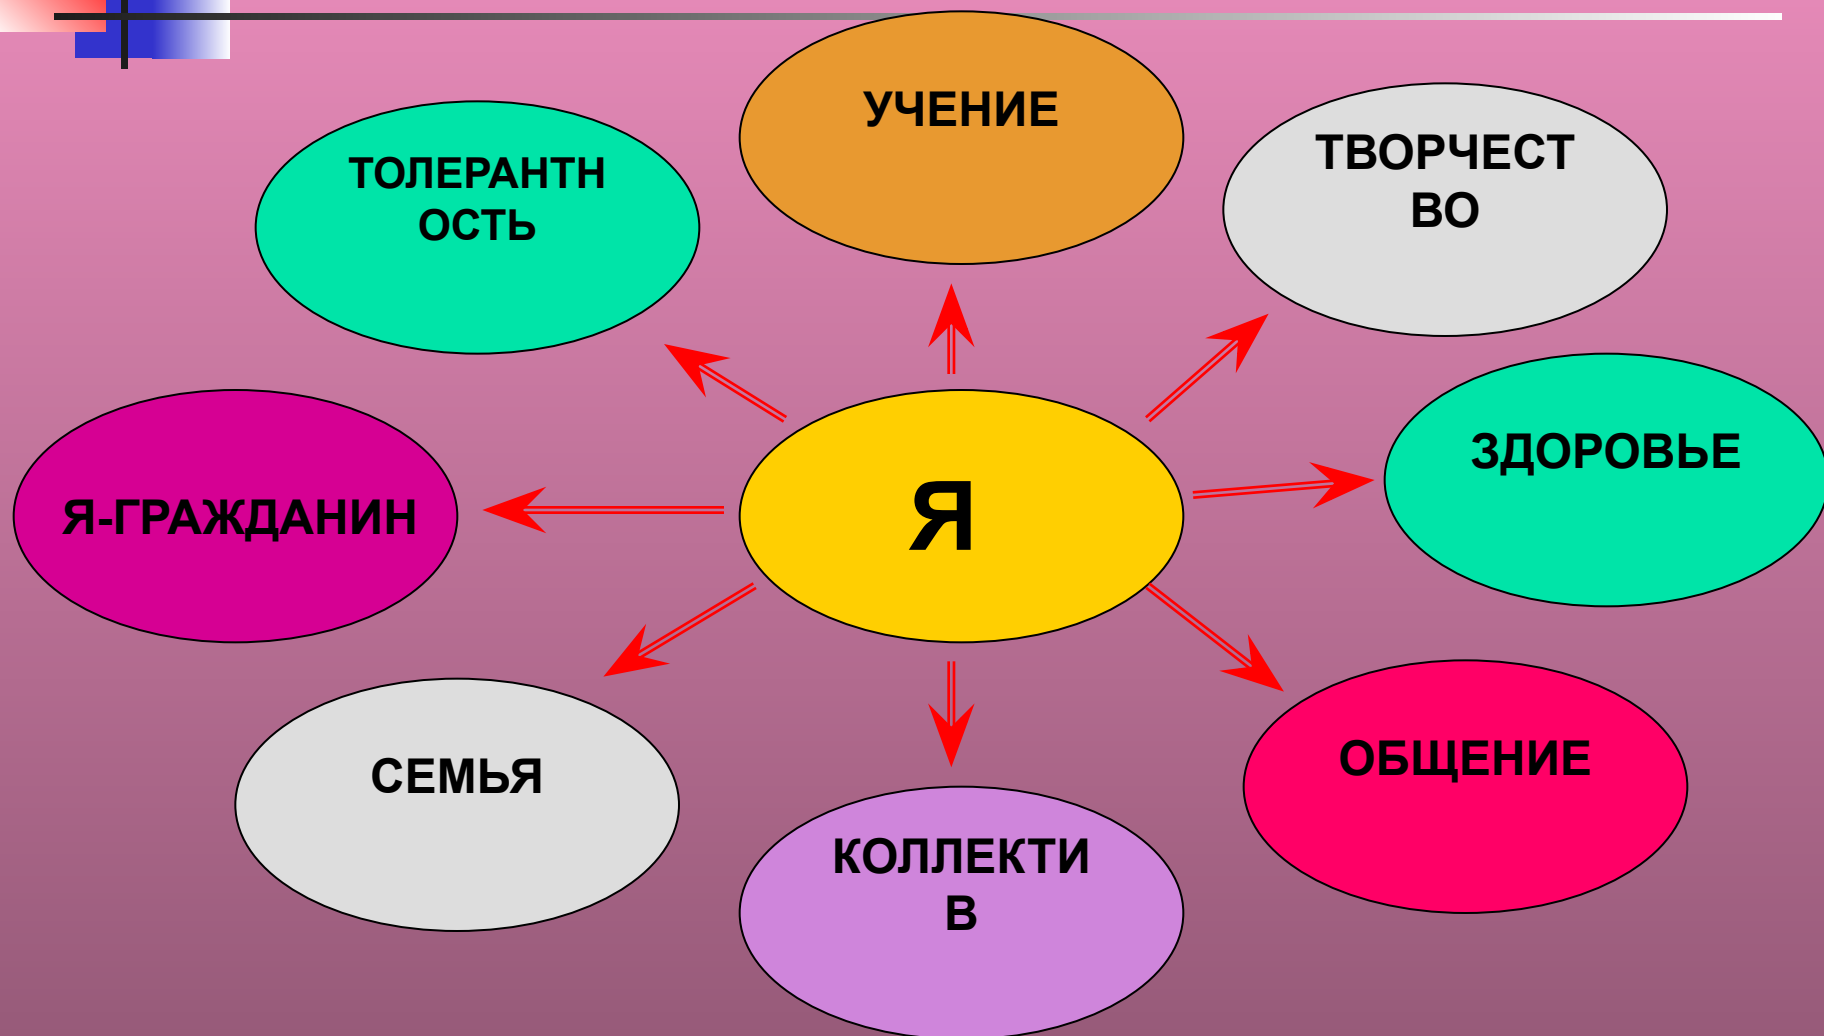 УЧЕНИЕ
ТВОРЧЕСТ
ВО
ТОЛЕРАНТН
ОСТЬ
ЗДОРОВЬЕ
Я
Я-ГРАЖДАНИН
ОБЩЕНИЕ
СЕМЬЯ
КОЛЛЕКТИ
В